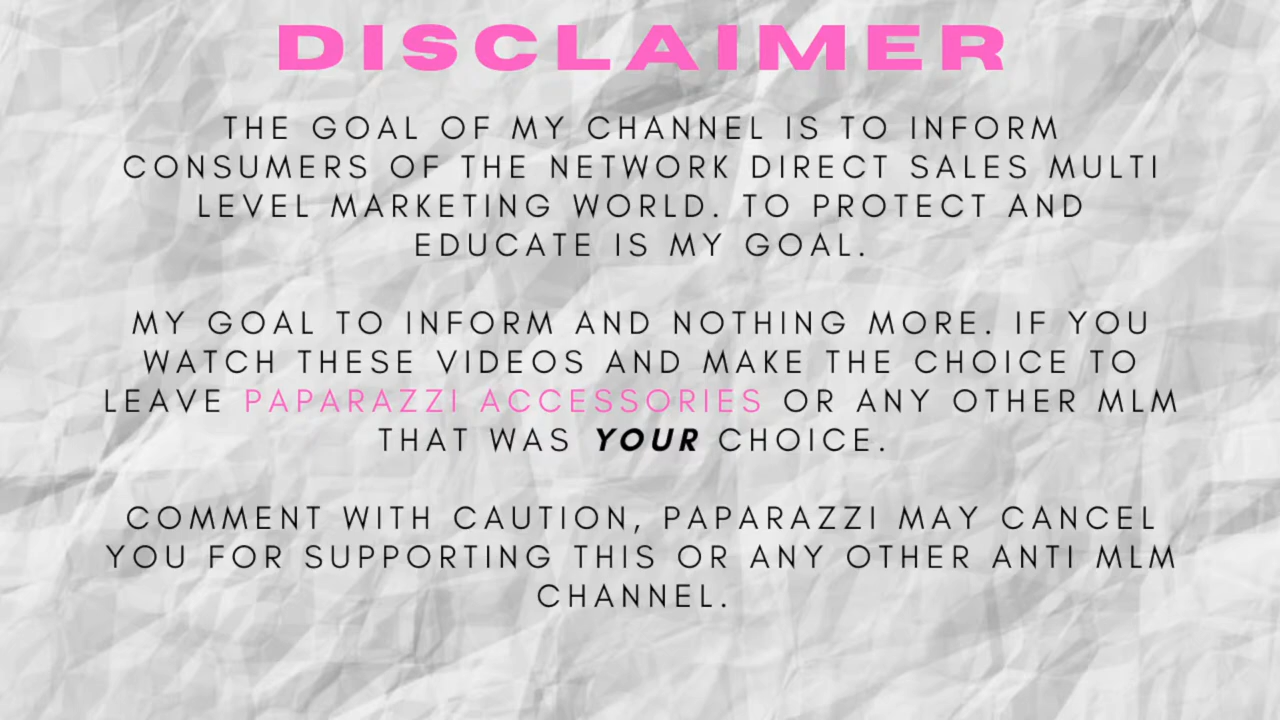 DISCLAIMER
THE GOAL OF MY CHANNEL IS TO INFORM
CONSUMERS OF THE NETWORK DIRECT SALES MULTI
LEVEL MARKETING WORLD. TO PROTECT AND
EDUCATE IS MY GOAL.
MY GOAL TO INFORM AND NOTHING MORE. IF YOU
WATCH THESE VIDEOS AND MAKE THE CHOICE TO
LEAVE PAPARAZZI ACCESSORIES OR ANY OTHER MLM
THAT WAS YOUR CHOICE.
COMMENT WITH CAUTION, PAPARAZZI MAY CANCEL
YOU FOR SUPPORTING THIS OR ANY OTHER ANTI MLM
CHANNEL.